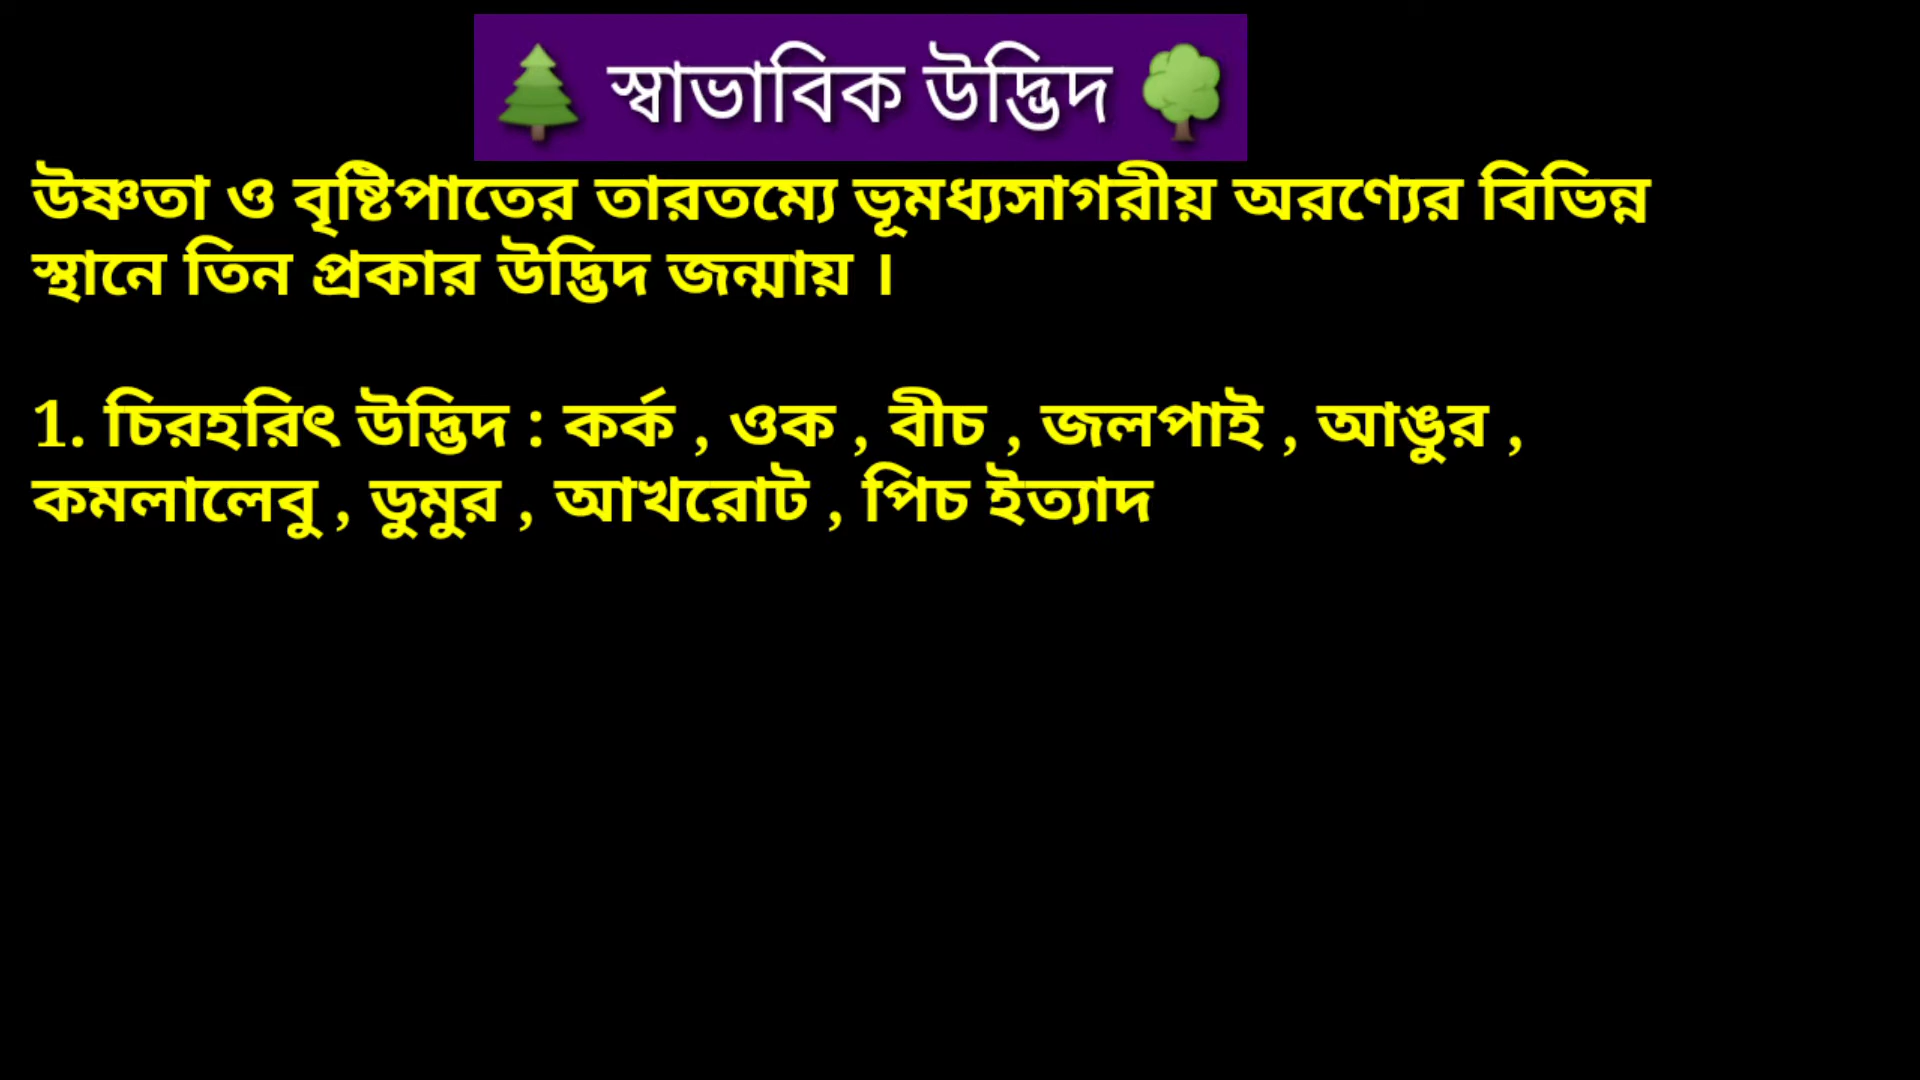 🌲 স্বাভাবিক উদ্ভিদ 🌳
উষ্ণতা ও বৃষ্টিপাতের তারতম্যে ভূমধ্যসাগরীয় অরণ্যের বিভিন্ন
স্থানে তিন প্রকার উদ্ভিদ জন্মায় ।
1. চিরহরিৎ উদ্ভিদ : কর্ক , ওক , বীচ , জলপাই , আঙুর ,
কমলালেবু , ডুমুর , আখরোট , পিচ ইত্যাদ